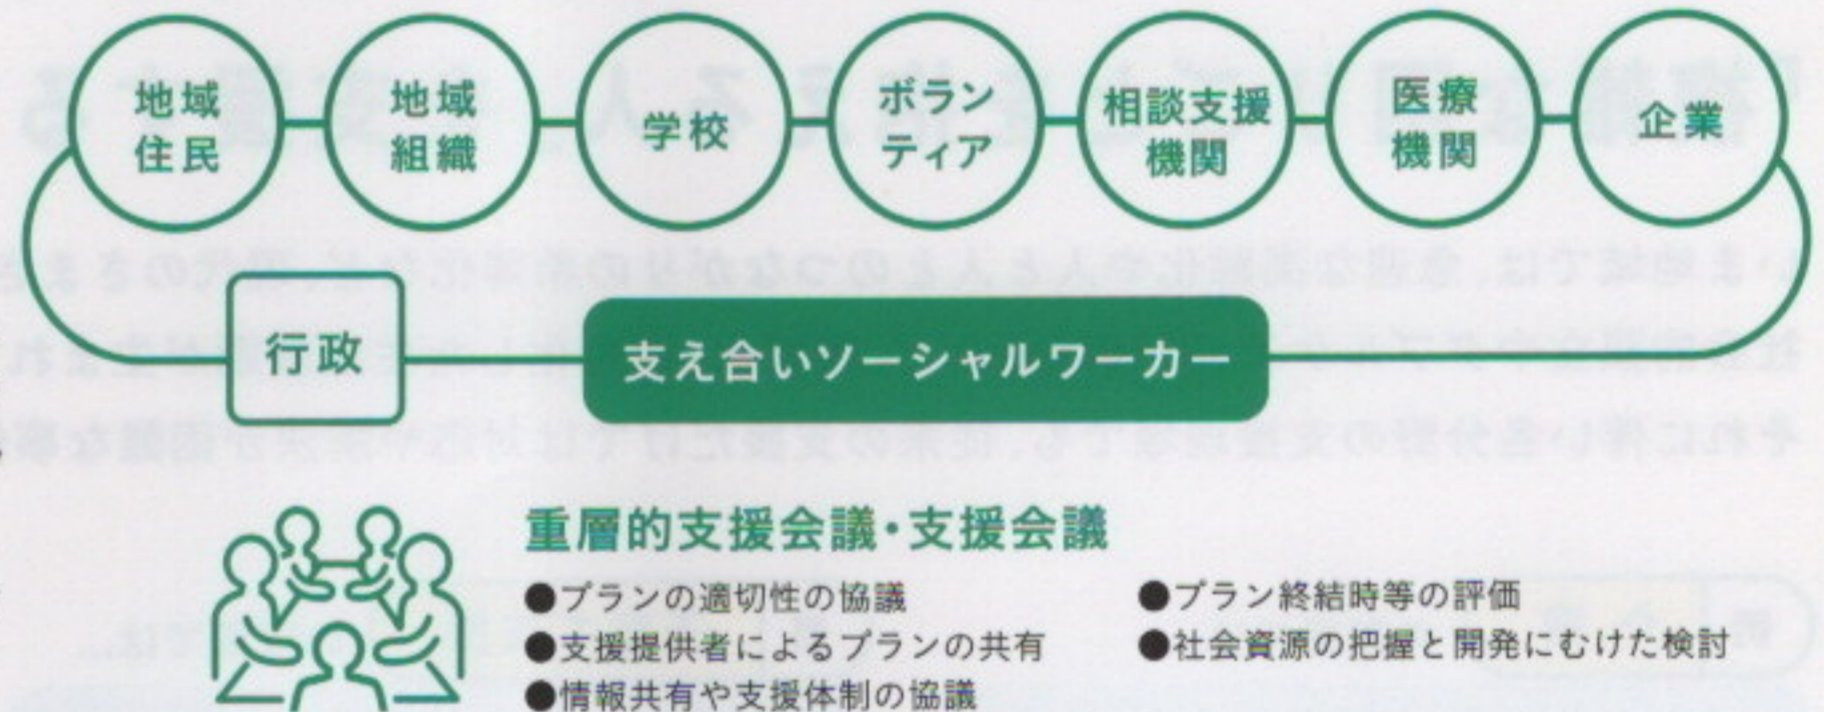 地域
住民
地域
組織
学校
ボラン
ティア
相談支援
機関
医療
機関
企業
行政
支え合いソーシャルワーカー
重層的支援会議・支援会議
●プランの適切性の協議
●支援提供者によるプランの共有
●情報共有や支援体制の協議
●プラン終結時等の評価
●社会資源の把握と開発にむけた検討